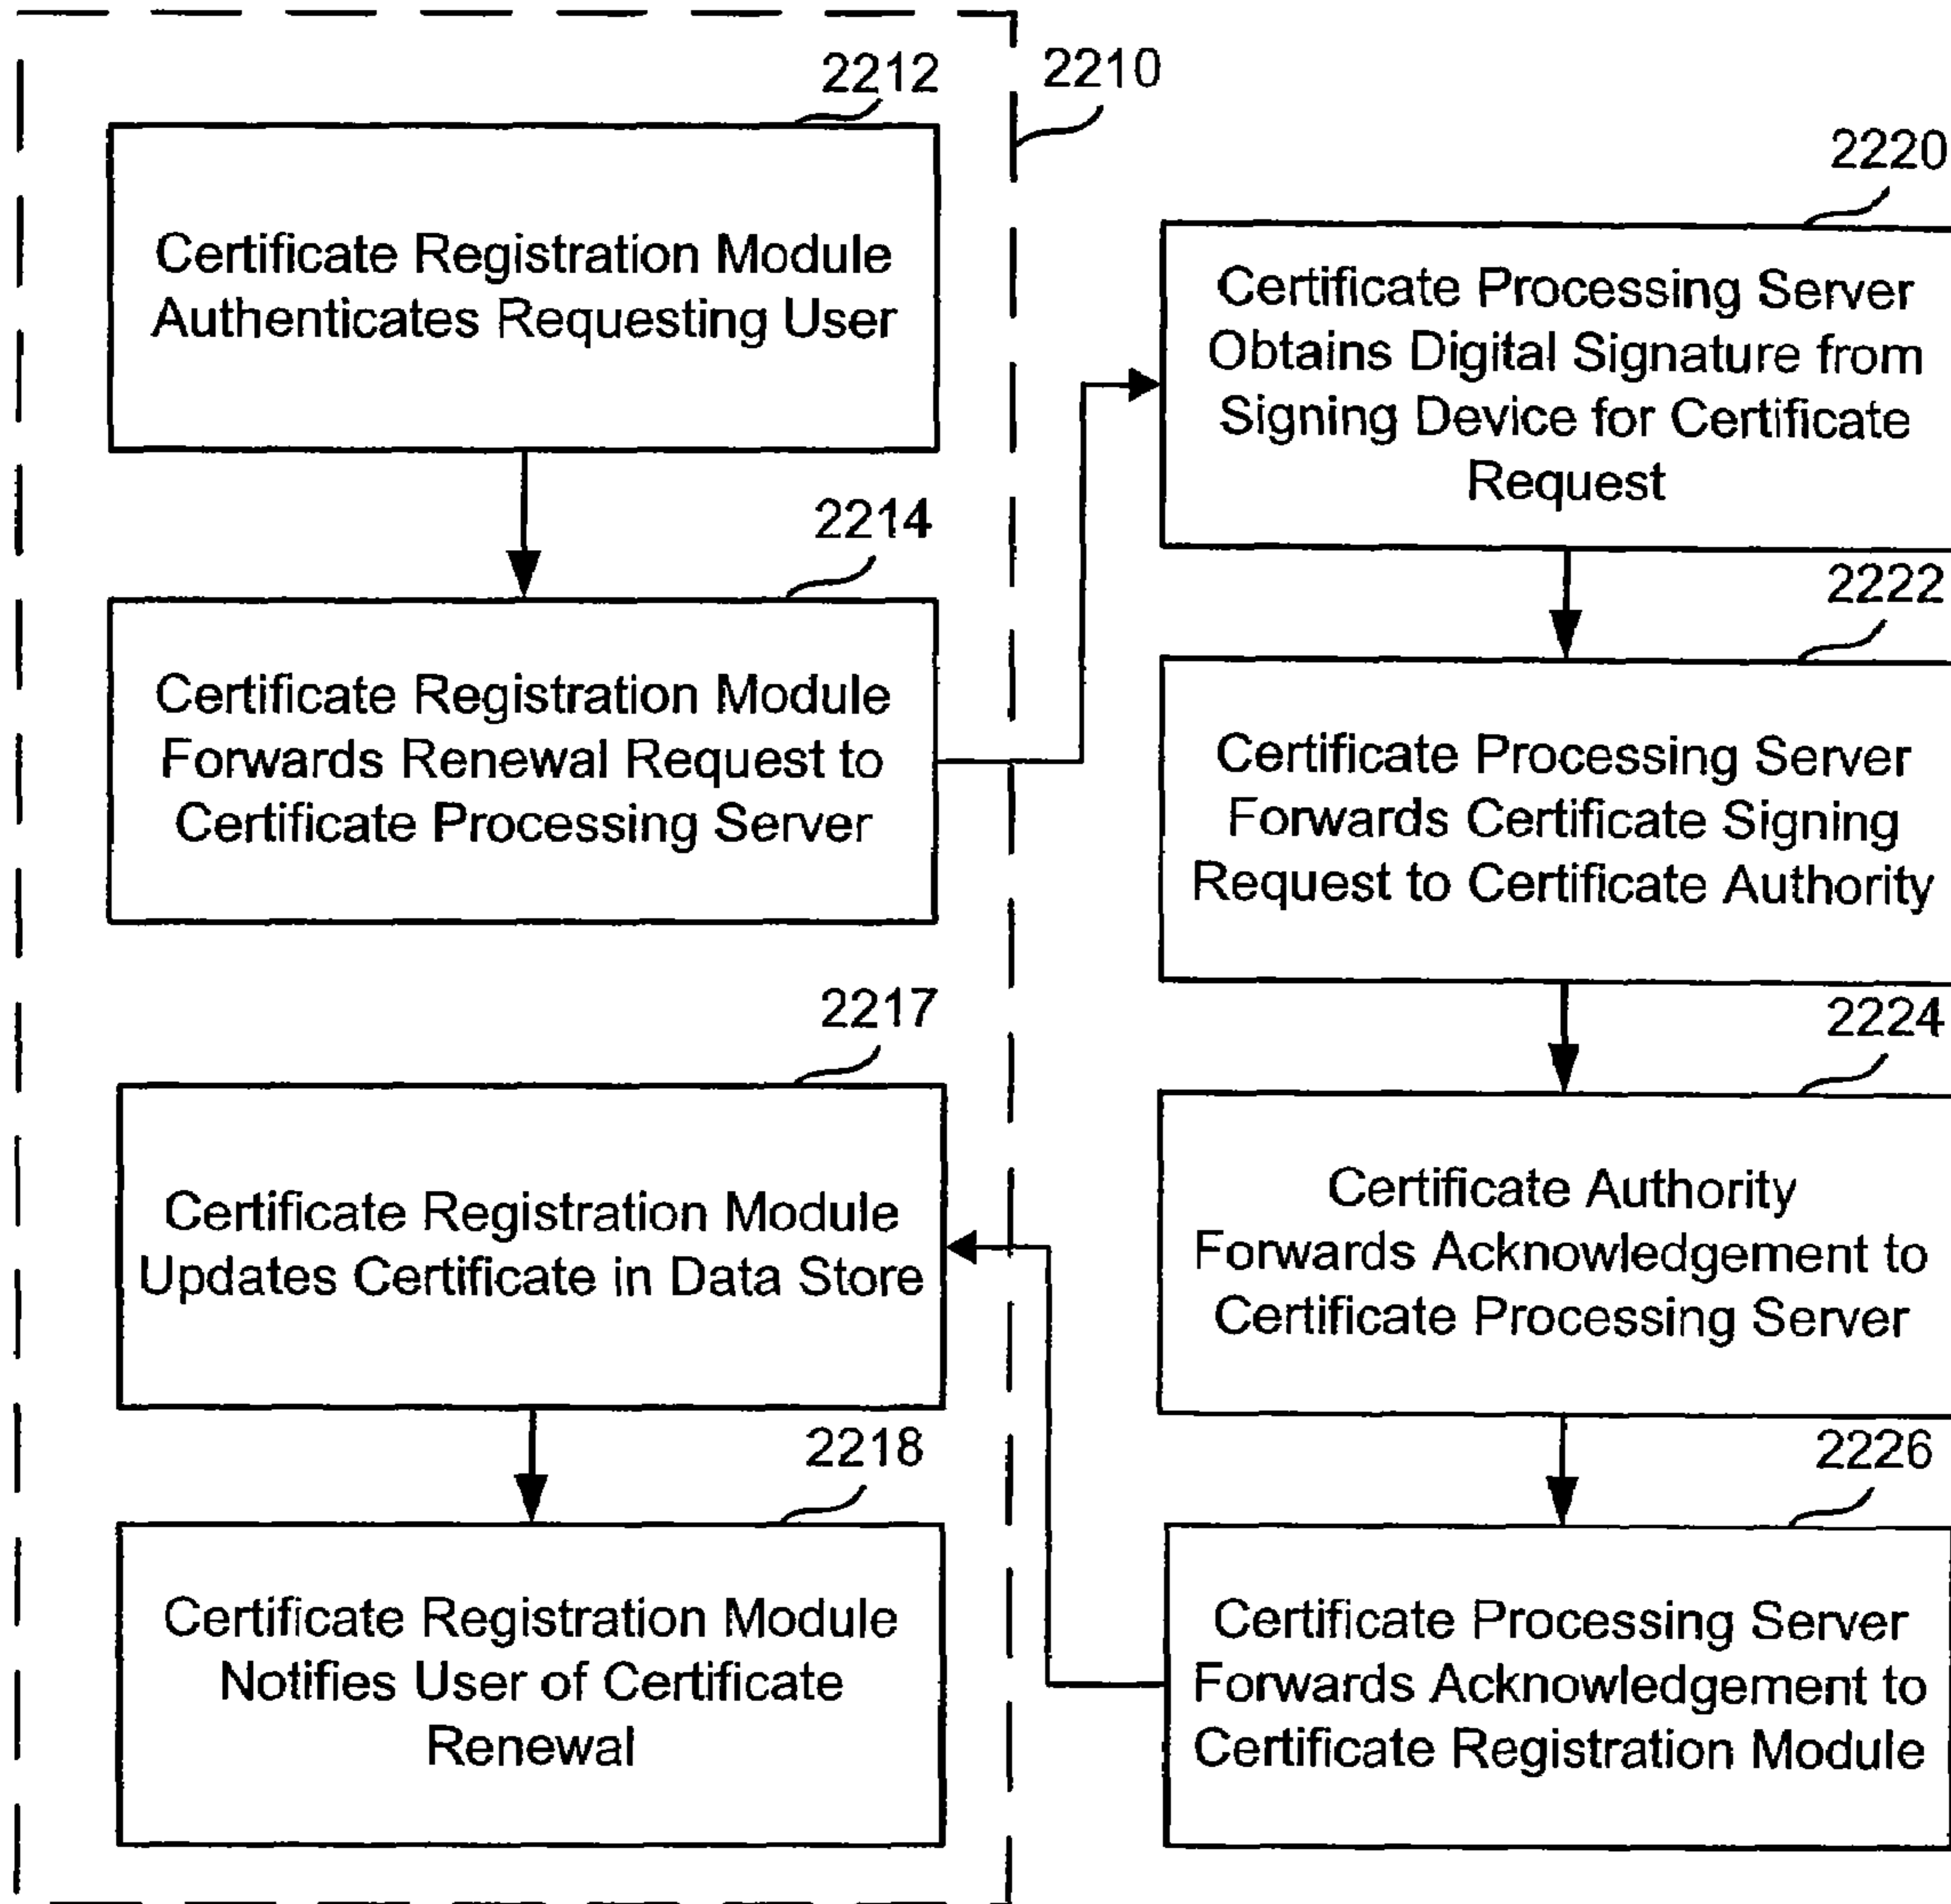 2212
2210
Certificate Registration Module
Authenticates Requesting User
2214
Certificate Registration Module
Forwards Renewal Request to
Certificate Processing Server
2220
Certificate Processing Server
Obtains Digital Signature from
Signing Device for Certificate
Request
2222
Certificate Processing Server
Forwards Certificate Signing
Request to Certificate Authority
2224
Certificate Authority
Forwards Acknowledgement to
Certificate Processing Server
2226
Certificate Processing Server
Forwards Acknowledgement to
Certificate Registration Module
2217
Certificate Registration Module
Updates Certificate in Data Store
2218
Certificate Registration Module
Notifies User of Certificate
Renewal